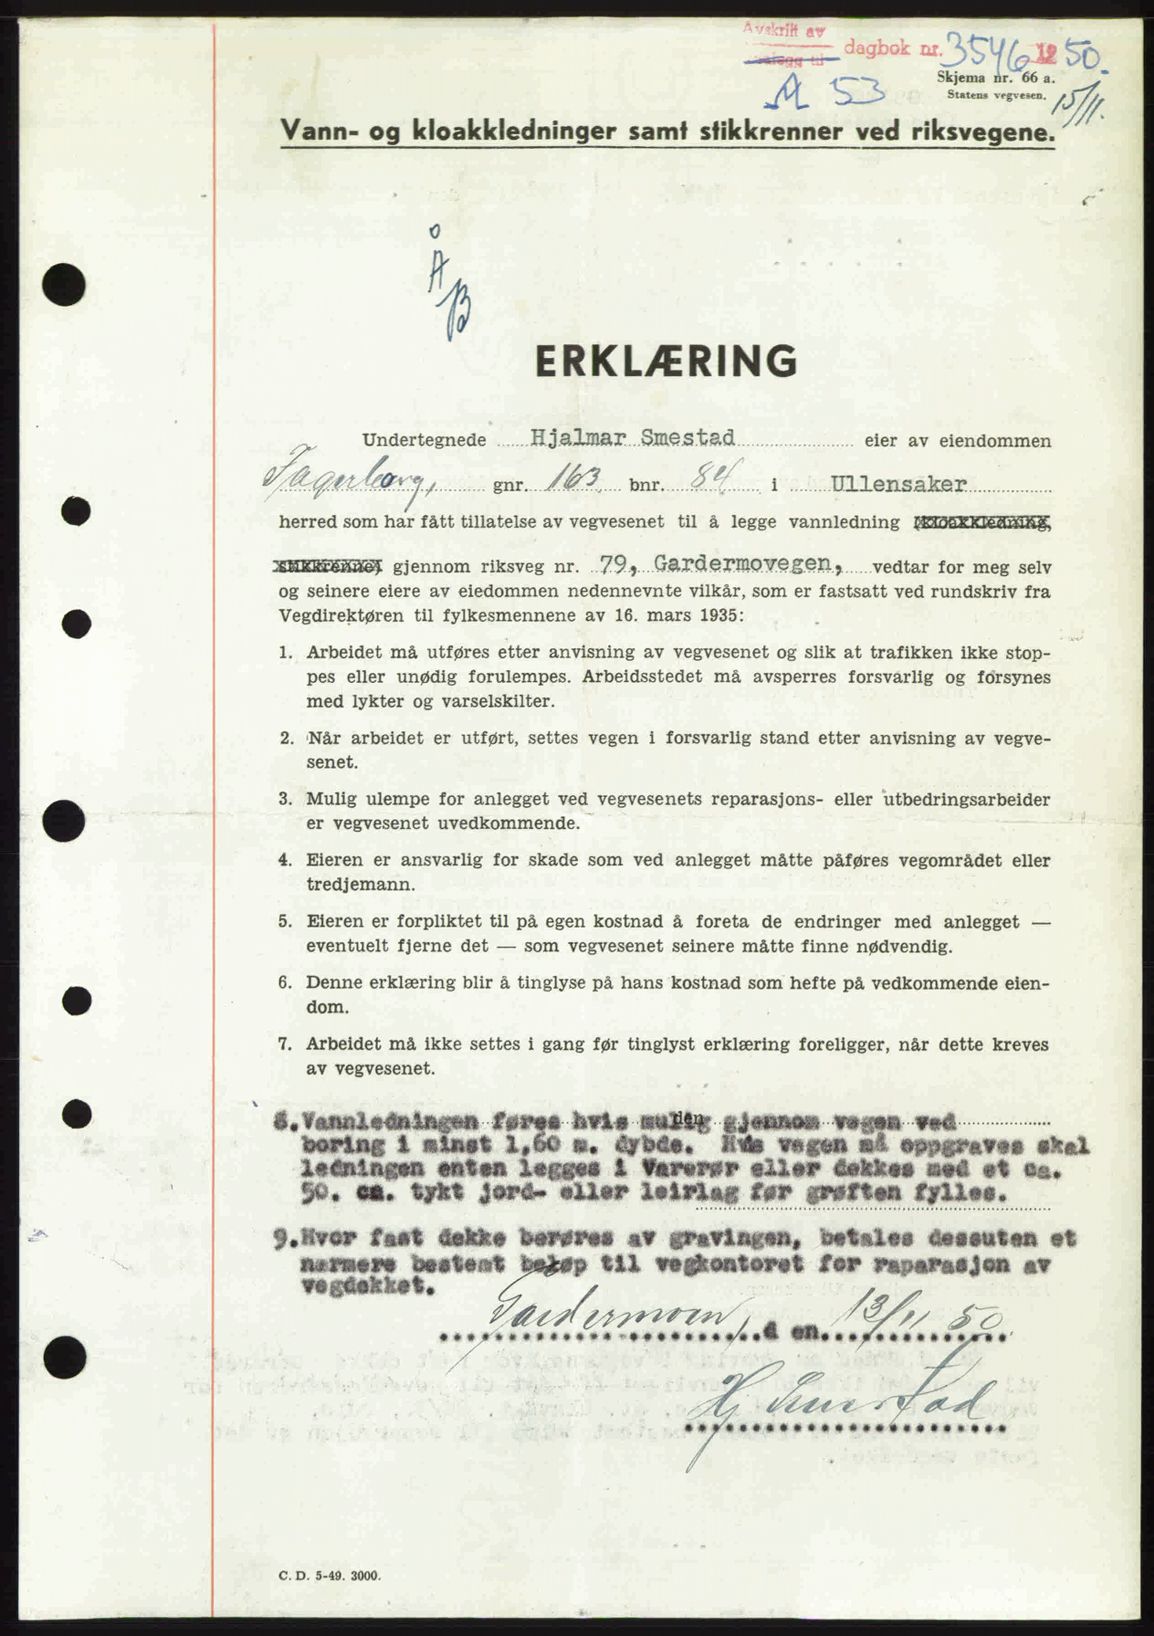 Avskrift av
dagbok nr. 3546 1950.
A 53
Skjema nr. 66 a.
Statens vegvesen.
15/11.
Vann- og kloakkledninger samt stikkrenner ved riksvegene.
Å
B
ERKLÆRING
Undertegnede Hjalmar Smestad eier av eiendommen
Fagerborg, gnr. 163 bnr. 84 i Ullensaker
herred som har fått tillatelse av vegvesenet til å legge vannledning (kloakkledning,
stikkrenne) gjennom riksveg nr. 79, Gardermovegen, vedtar for meg selv
og seinere eiere av eiedommen nedennevnte vilkår, som er fastsatt ved rundskriv fra
Vegdirektøren til fylkesmennene av 16. mars 1935:
1. Arbeidet må utføres etter anvisning av vegvesenet og slik at trafikken ikke stop-
pes eller unødig forulempes. Arbeidsstedet må avsperres forsvarlig og forsynes
med lykter og varselskilter.
2. Når arbeidet er utført, settes vegen i forsvarlig stand etter anvisning av vegve-
senet.
3. Mulig ulempe for anlegget ved vegvesenets reparasjons- eller utbedringsarbeider
er vegvesenet uvedkommende.
4. Eieren er ansvarlig for skade som ved anlegget måtte påføres vegområdet eller
tredjemann.
5. Eieren er forpliktet til på egen kostnad å foreta de endringer med anlegget —
eventuelt fjerne det — som vegvesenet seinere måtte finne nødvendig.
6. Denne erklæring blir å tinglyse på hans kostnad som hefte på vedkommende eien-
dom.
7. Arbeidet må ikke settes i gang før tinglyst erklæring foreligger, når dette kreves
av vegvesenet.
8. Vannledningen føres hvis mulig gjennom vegen ved
boring i minst 1,60 m. dybde. Hvis vegen må oppgraves skal
ledningen enten legges i Varerør eller dekkes med et ca.
50. cm. tykt jord- eller leirlag før grøften fylles.
9. Hvor fast dekke berøres av gravingen, betales dessuten et
nærmere bestemt beløp til vegkontoret for raparasjon av
vegdekket.
Gardermoen, den 13/11 50.
Hj Smestad
C. D. 5-49. 3000.